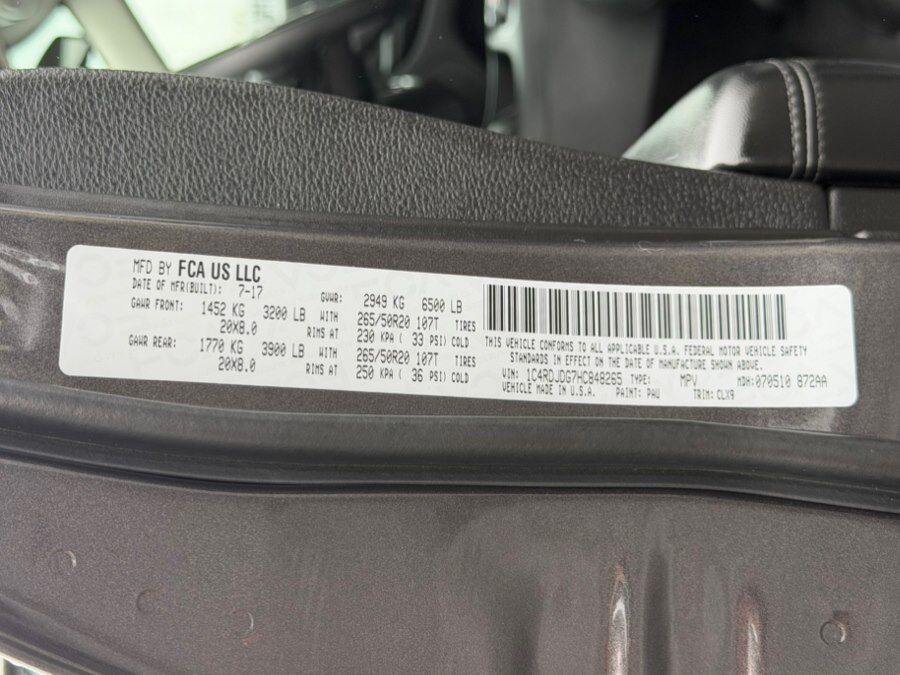 MFD BY FCA US LLC
DATE OF MFR(BUILT): 7-17 GVWR: 2949 KG 6500 LB
GAWR FRONT: 1452 KG 3200 LB WITH 265/50R20 107T TIRES
20X8.0 RIMS AT 230 KPA ( 33 PSI) COLD
GAWR REAR: 1770 KG 3900 LB WITH 265/50R20 107T TIRES
20X8.0 RIMS AT 250 KPA ( 36 PSI) COLD
THIS VEHICLE CONFORMS TO ALL APPLICABLE U.S.A. FEDERAL MOTOR VEHICLE SAFETY
STANDARDS IN EFFECT ON THE DATE OF MANUFACTURE SHOWN ABOVE.
VIN: 1C4RDJDG7HC848265 TYPE: MPV MDH: 070510 872AA
VEHICLE MADE IN U.S.A. PAINT: PAU TRIM: CLX9